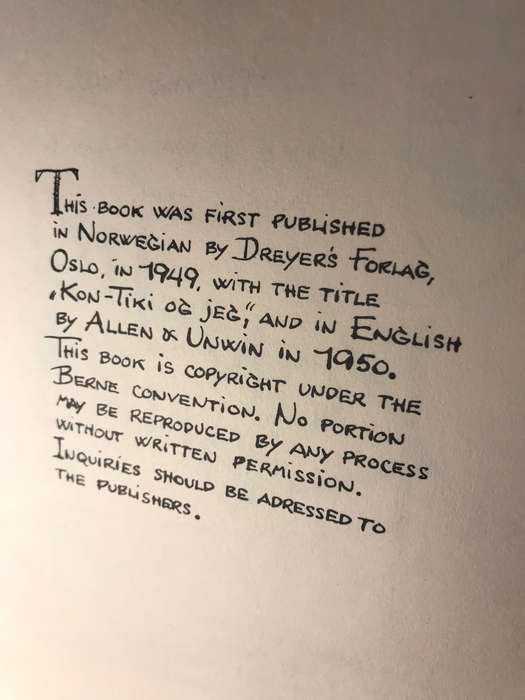 This book was first published
in Norwegian by Dreyer's Forlag,
Oslo, in 1949, with the title
„Kon-Tiki og jeg", and in English
by Allen & Unwin in 1950.
This book is copyright under the
Berne convention. No portion
may be reproduced by any process
without written permission.
Inquiries should be adressed to
the publishers.